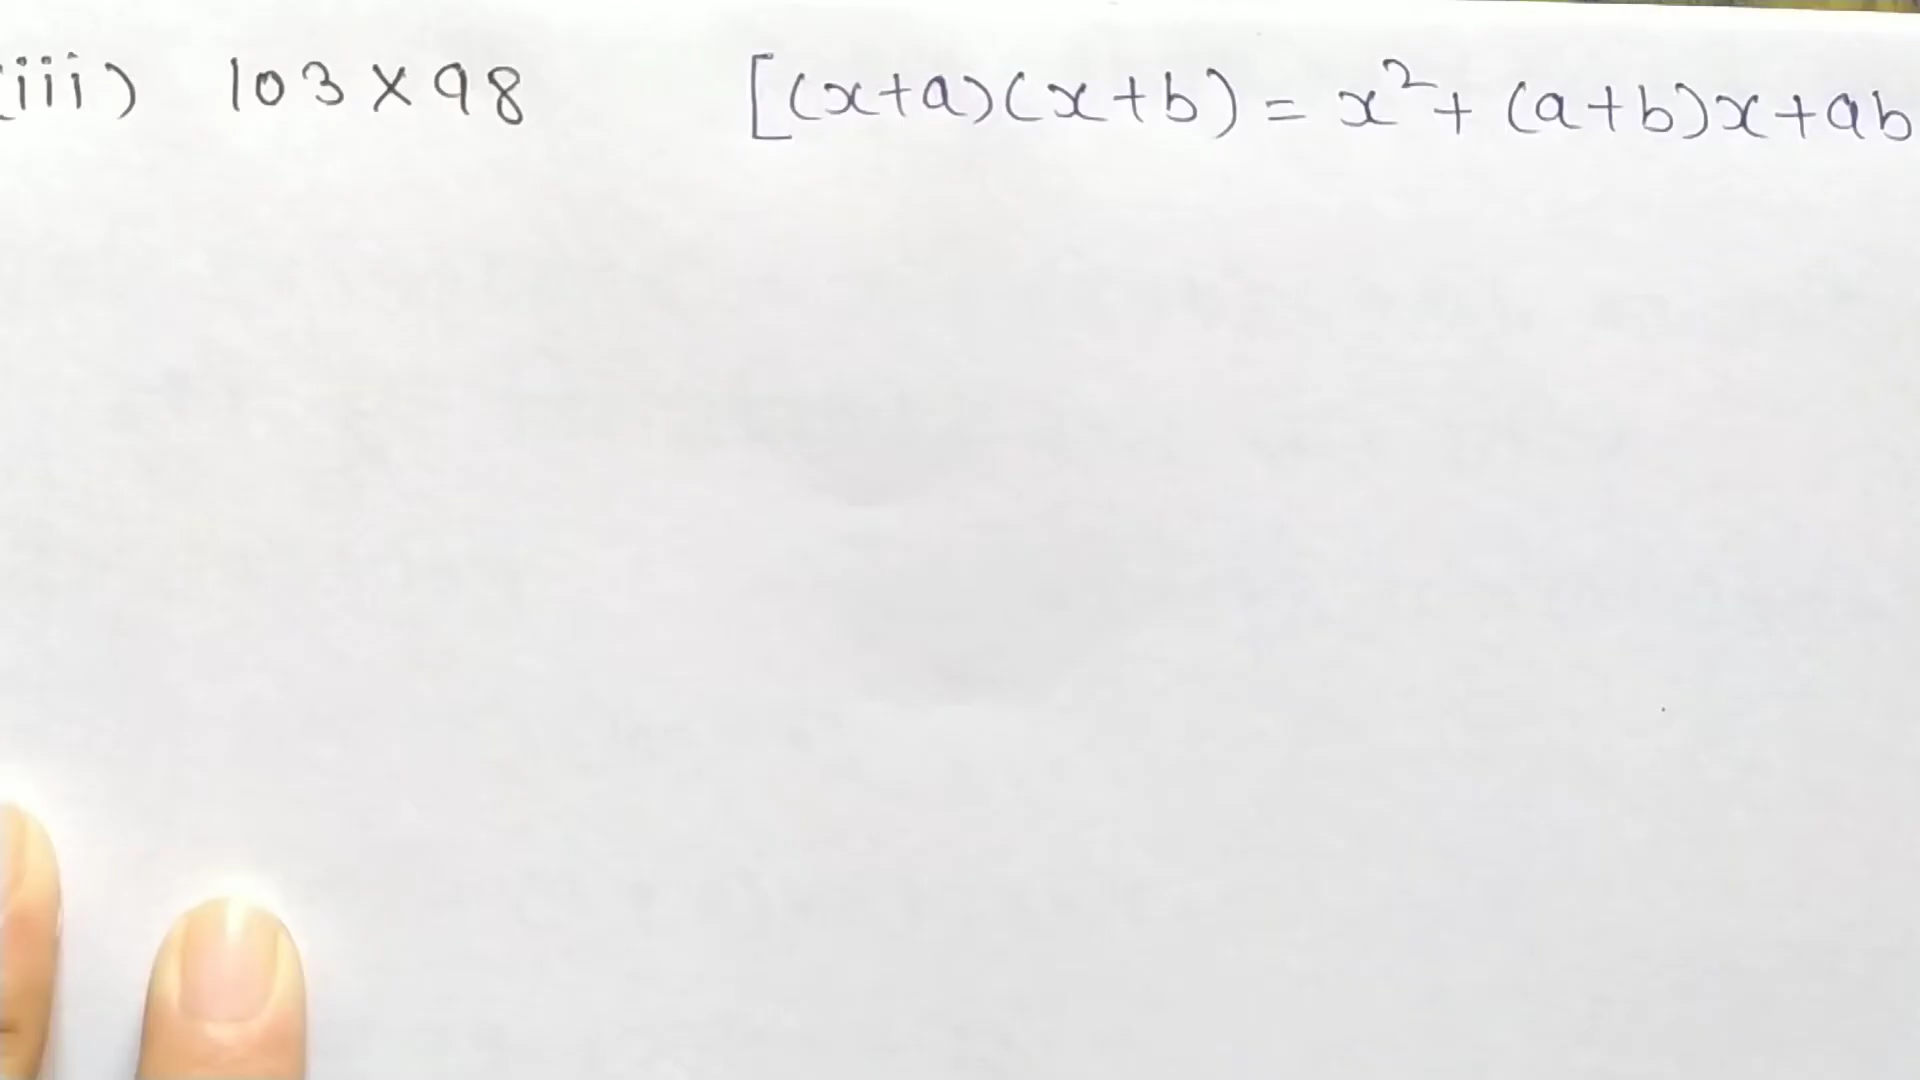 (iii) 103 × 98 [(x+a)(x+b) = x² + (a+b)x + ab